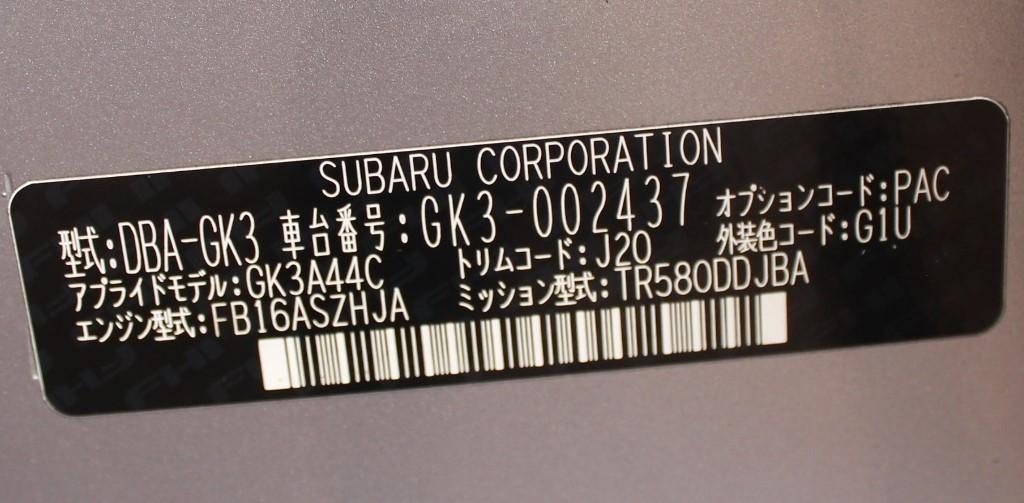 SUBARU CORPORATION
型式:DBA-GK3 車台番号:GK3-002437 オプションコード:PAC
アプライドモデル:GK3A44C トリムコード:J20 外装色コード:G1U
エンジン型式:FB16ASZHJA ミッション型式:TR580DDJBA